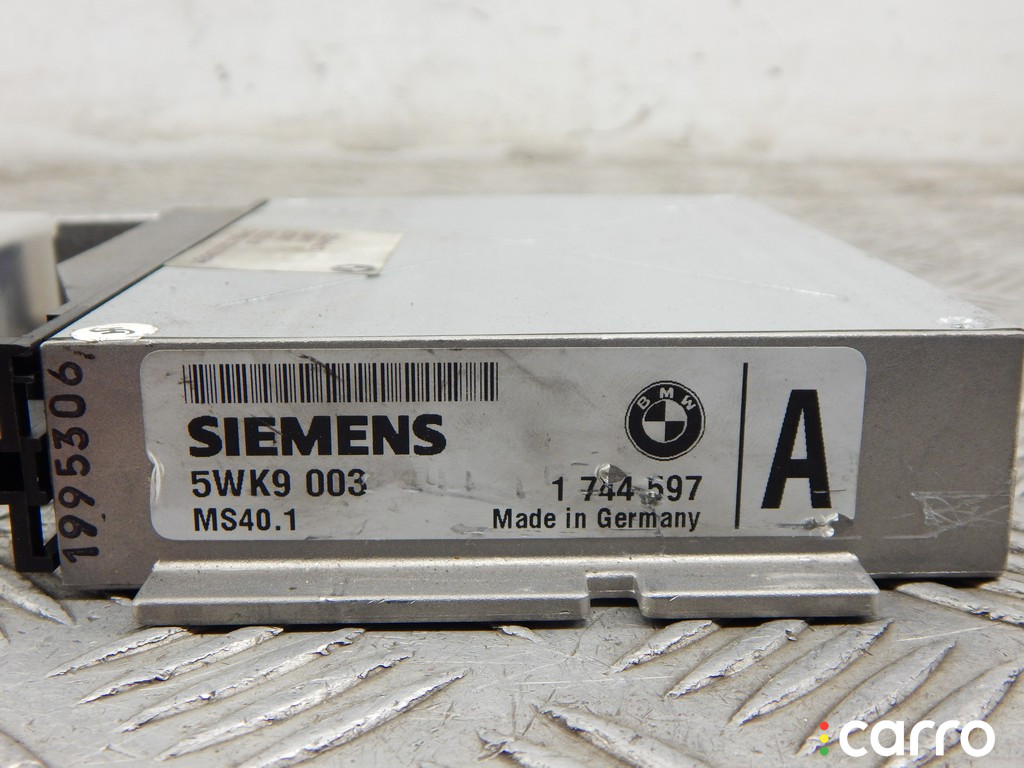 SIEMENS
BMW
A
5WK9 003
1 744 597
MS40.1
Made in Germany
1995306,
carro